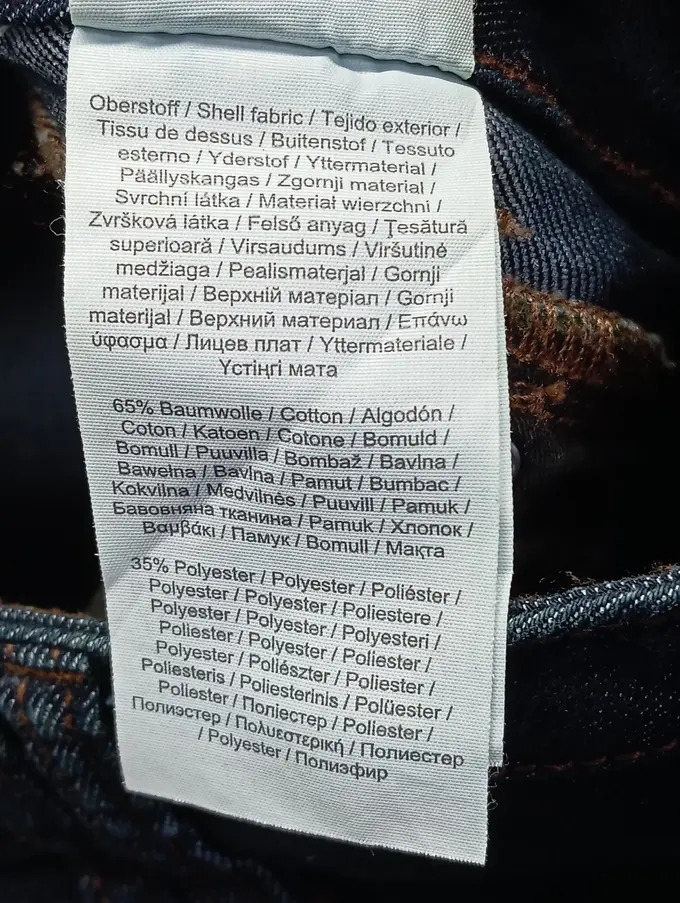 Oberstoff / Shell fabric / Tejido exterior /
Tissu de dessus / Buitenstof / Tessuto
esterno / Yderstof / Yttermaterial /
Päällyskangas / Zgornji material /
Svrchní látka / Materiał wierzchni /
Zvršková látka / Felső anyag / Țesătură
superioară / Virsaudums / Viršutinė
medžiaga / Pealismaterjal / Gornji
materijal / Верхній матеріал / Gornji
materijal / Верхний материал / Επάνω
ύφασμα / Лицев плат / Yttermateriale /
Үстіңгі мата
65% Baumwolle / Cotton / Algodón /
Coton / Katoen / Cotone / Bomuld /
Bomull / Puuvilla / Bombaž / Bavlna /
Bawełna / Bavlna / Pamut / Bumbac /
Kokvilna / Medvilnės / Puuvill / Pamuk /
Бавовняна тканина / Pamuk / Хлопок /
Βαμβάκι / Памук / Bomull / Мақта
35% Polyester / Polyester / Poliéster /
Polyester / Polyester / Poliestere /
Polyester / Polyester / Polyesteri /
Poliester / Polyester / Poliester /
Polyester / Poliészter / Poliester /
Poliesteris / Poliesterinis / Polüester /
Poliester / Поліестер / Poliester /
Полиэстер / Πολυεστερική / Полиестер
/ Polyester / Полиэфир